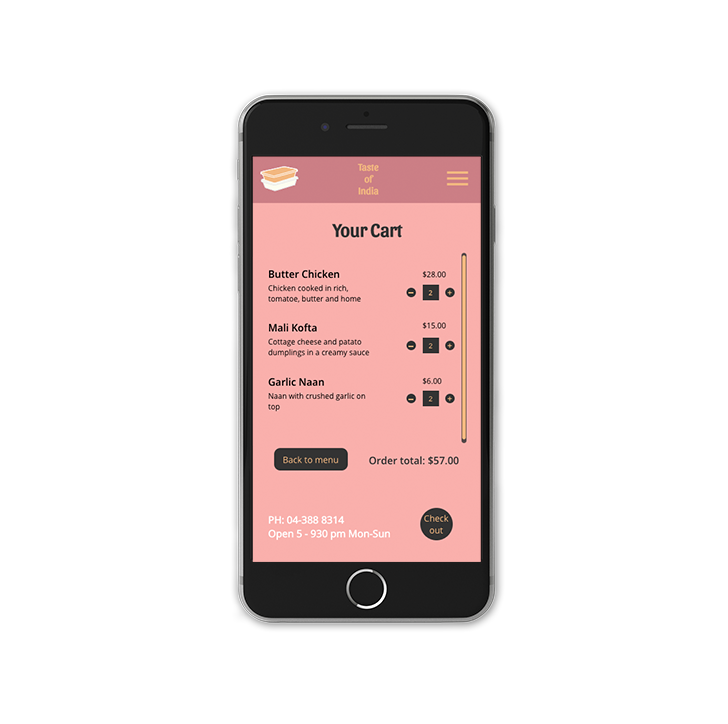 Taste
of
India
Your Cart
Butter Chicken
$28.00
Chicken cooked in rich,
tomatoe, butter and home
2
Mali Kofta
$15.00
Cottage cheese and patato
dumplings in a creamy sauce
2
Garlic Naan
$6.00
Naan with crushed garlic on
top
2
Back to menu
Order total: $57.00
PH: 04-388 8314
Open 5 - 930 pm Mon-Sun
Check
out